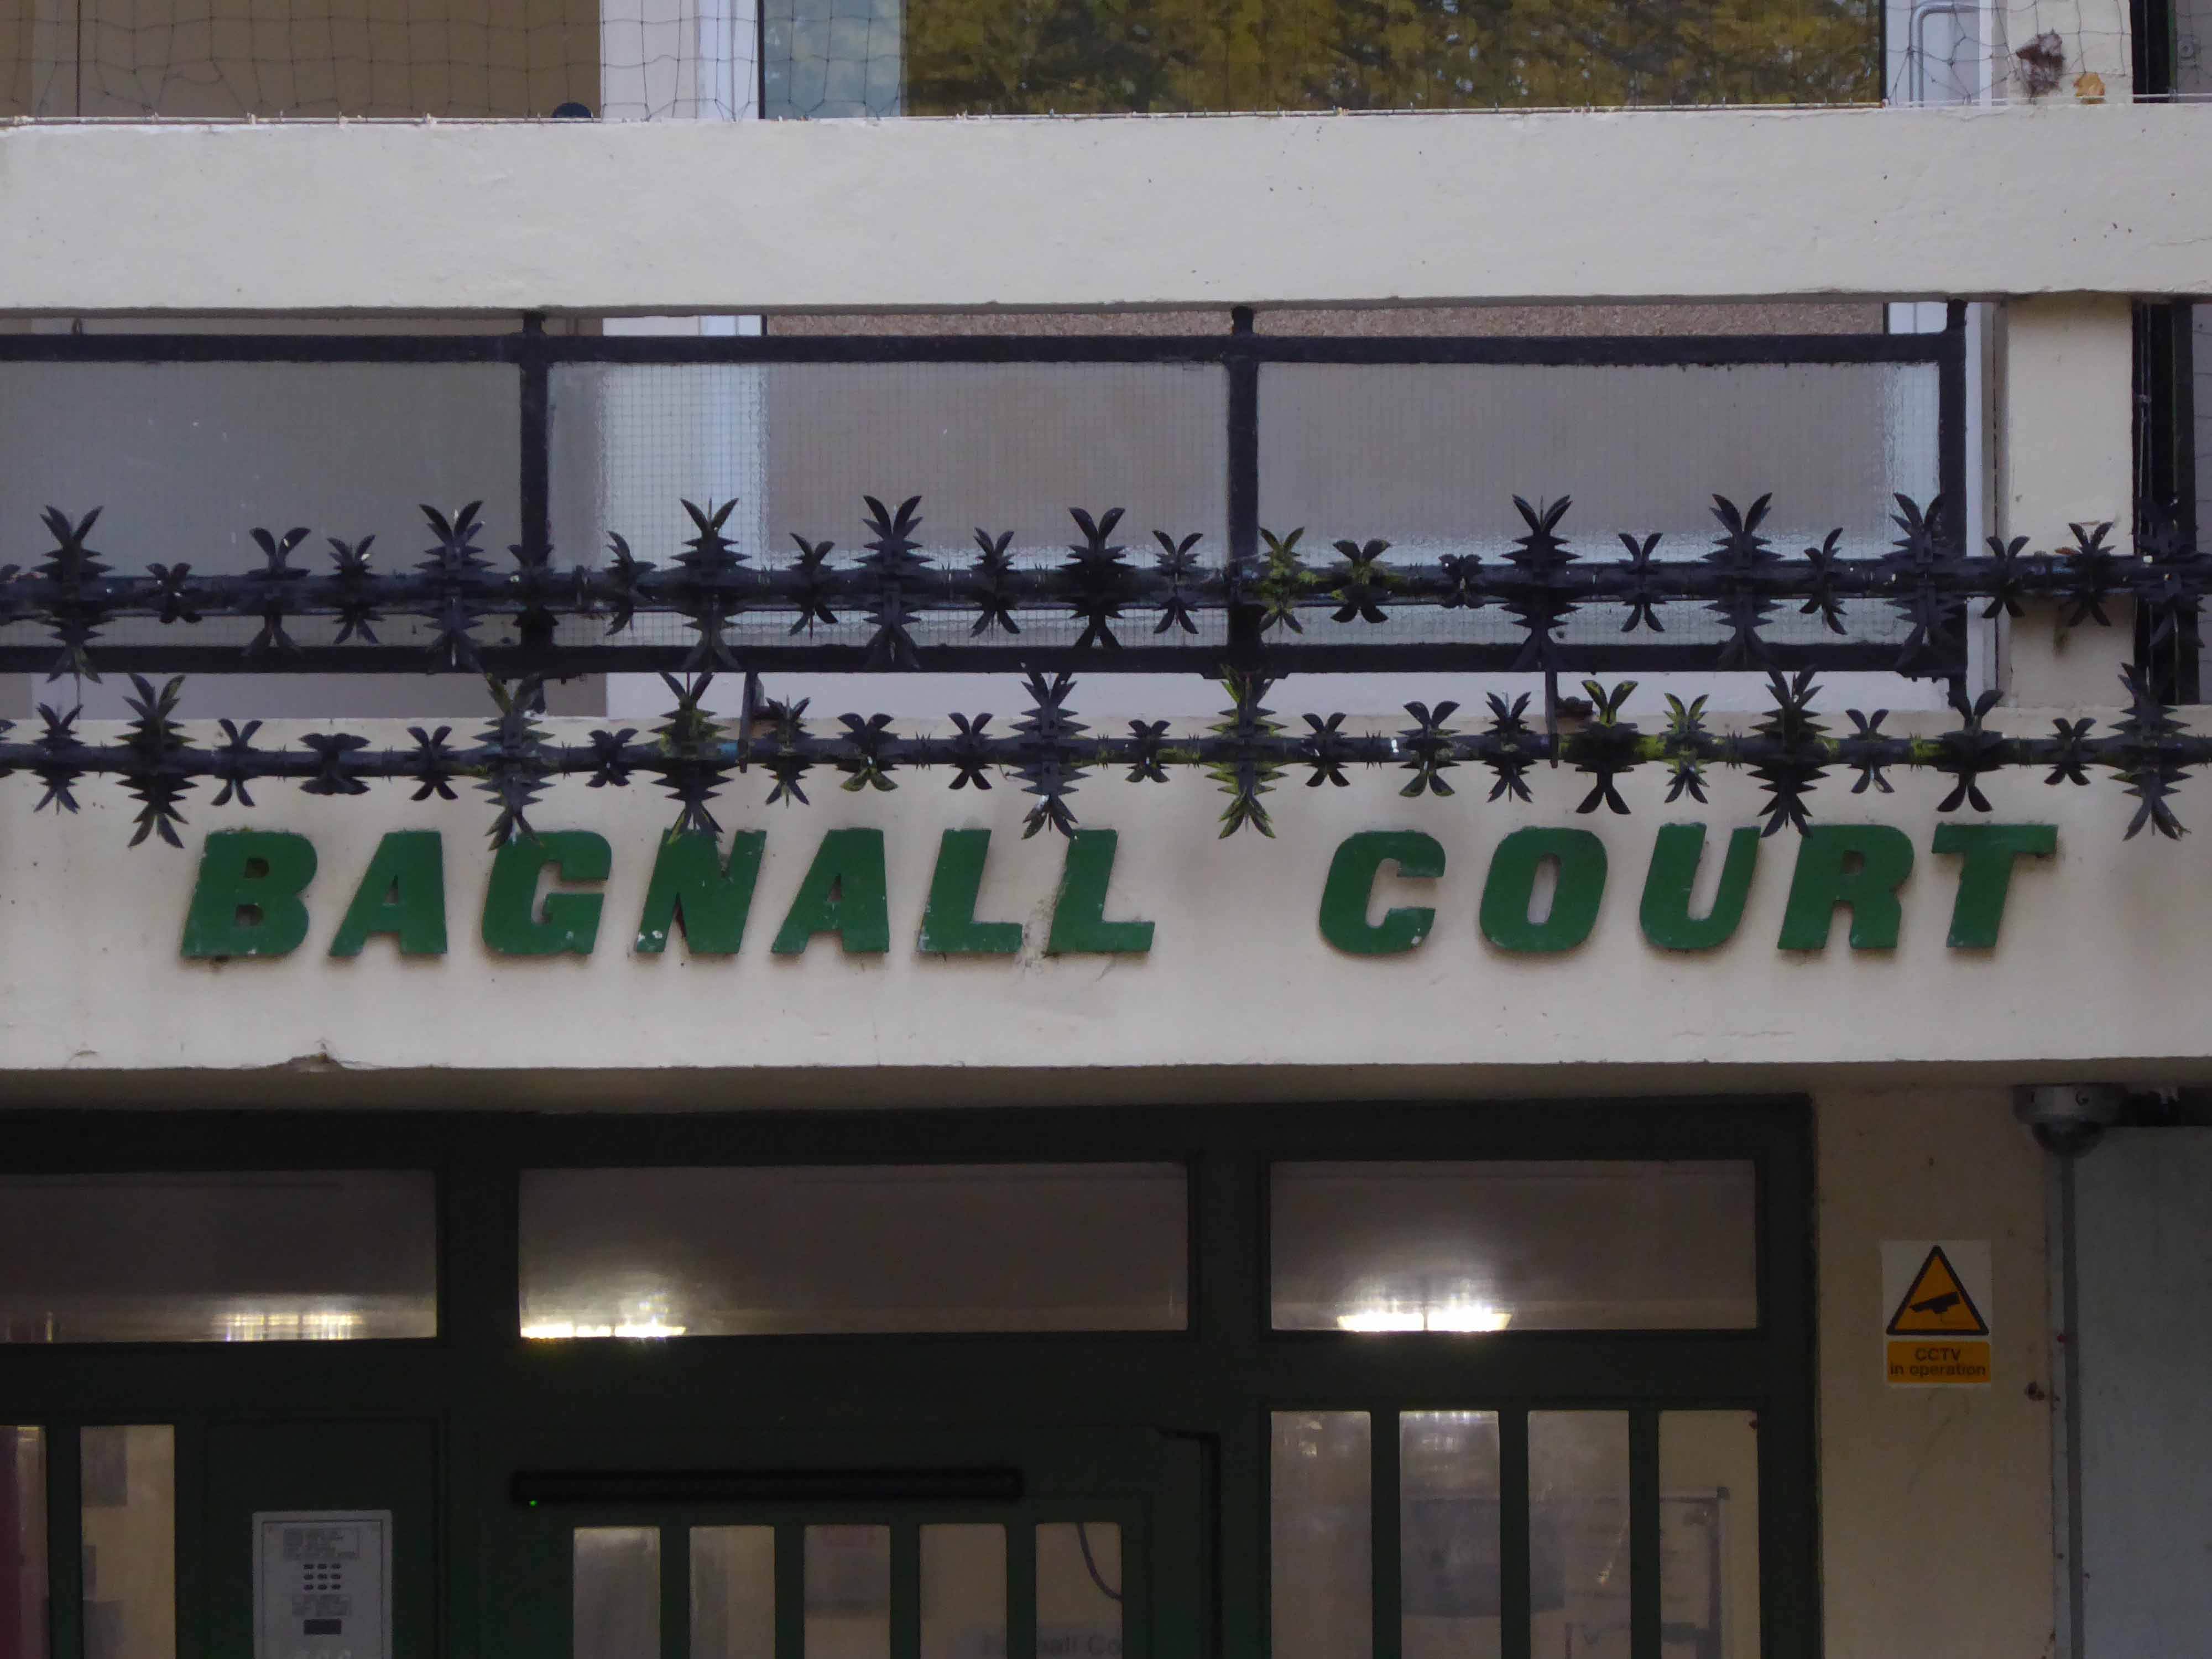 BAGNALL COURT
CCTV
in operation